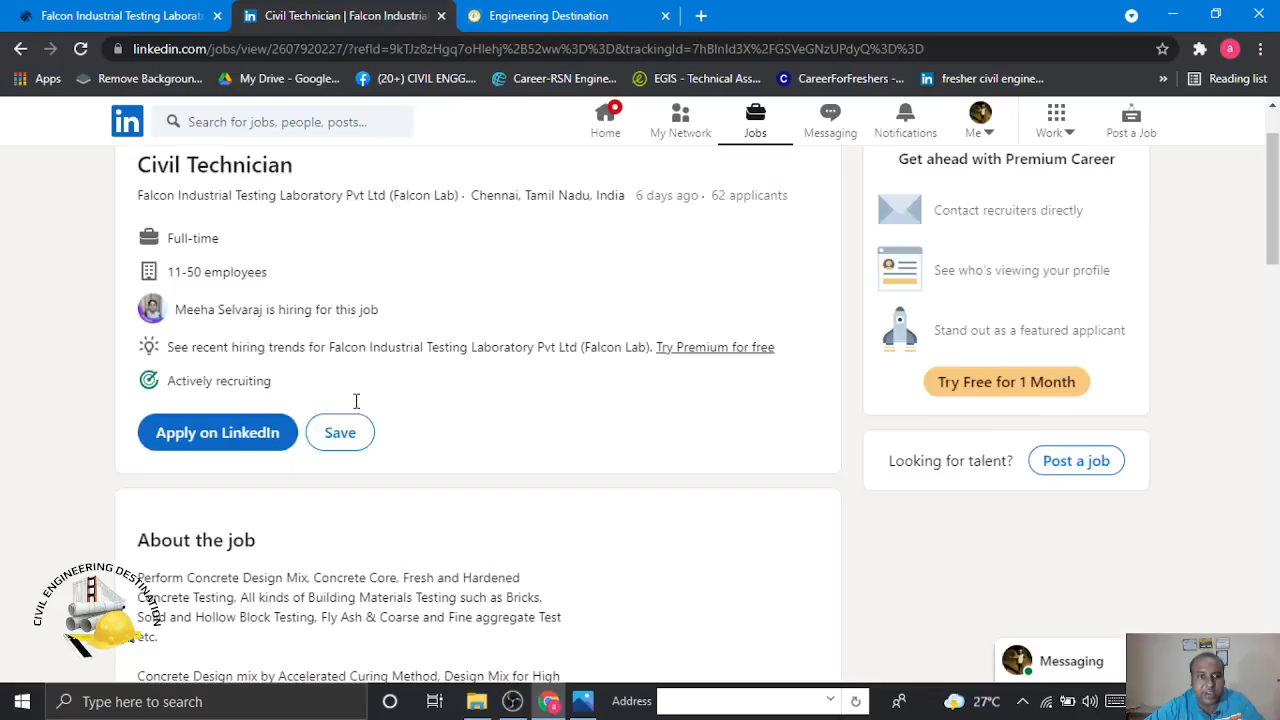 Falcon Industrial Testing Laborat
Civil Technician | Falcon Industria
Engineering Destination
linkedin.com/jobs/view/2607920227/?refId=9kTJz8zHgq7oHlehj%2B52ww%3D%3D&trackingId=7hBlnId3X%2FGSVeGNzUPdyQ%3D%3D
a
Apps
Remove Backgroun...
My Drive - Google...
(20+) CIVIL ENGG...
Career-RSN Engine...
EGIS - Technical Ass...
CareerForFreshers -...
fresher civil engine...
»
Reading list
in
Search for jobs, people, posts...
Home
My Network
Jobs
Messaging
Notifications
Me
Work
Post a Job
Civil Technician
Falcon Industrial Testing Laboratory Pvt Ltd (Falcon Lab) · Chennai, Tamil Nadu, India 6 days ago · 62 applicants
Full-time
11-50 employees
Meeha Selvaraj is hiring for this job
See recent hiring trends for Falcon Industrial Testing Laboratory Pvt Ltd (Falcon Lab). Try Premium for free
Actively recruiting
Apply on LinkedIn
Save
Get ahead with Premium Career
Contact recruiters directly
See who's viewing your profile
Stand out as a featured applicant
Try Free for 1 Month
Looking for talent?
Post a job
About the job
Perform Concrete Design Mix, Concrete Core, Fresh and Hardened
Concrete Testing, All kinds of Building Materials Testing such as Bricks,
Solid and Hollow Block Testing, Fly Ash & Coarse and Fine aggregate Test
etc.
Concrete Design mix by Accelerated Curing Method, Design Mix for High
CIVIL ENGINEERING DESTINATION
Messaging
Type here to search
Address
27°C